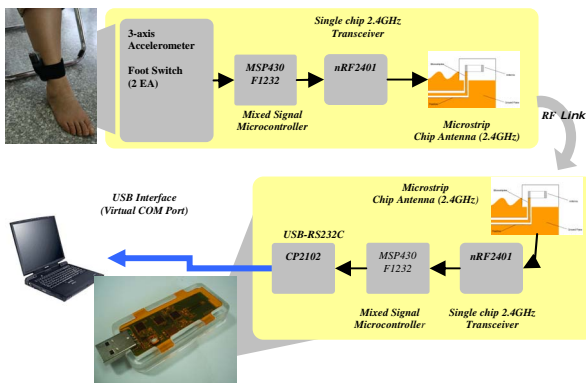 3-axis
Accelerometer
Foot Switch
(2 EA)
Single chip 2.4GHz
Transceiver
MSP430
F1232
nRF2401
Mixed Signal
Microcontroller
Microstrip
Chip Antenna (2.4GHz)
RF Link
Microstrip
Chip Antenna (2.4GHz)
USB Interface
(Virtual COM Port)
USB-RS232C
CP2102
MSP430
F1232
nRF2401
Mixed Signal
Microcontroller
Single chip 2.4GHz
Transceiver